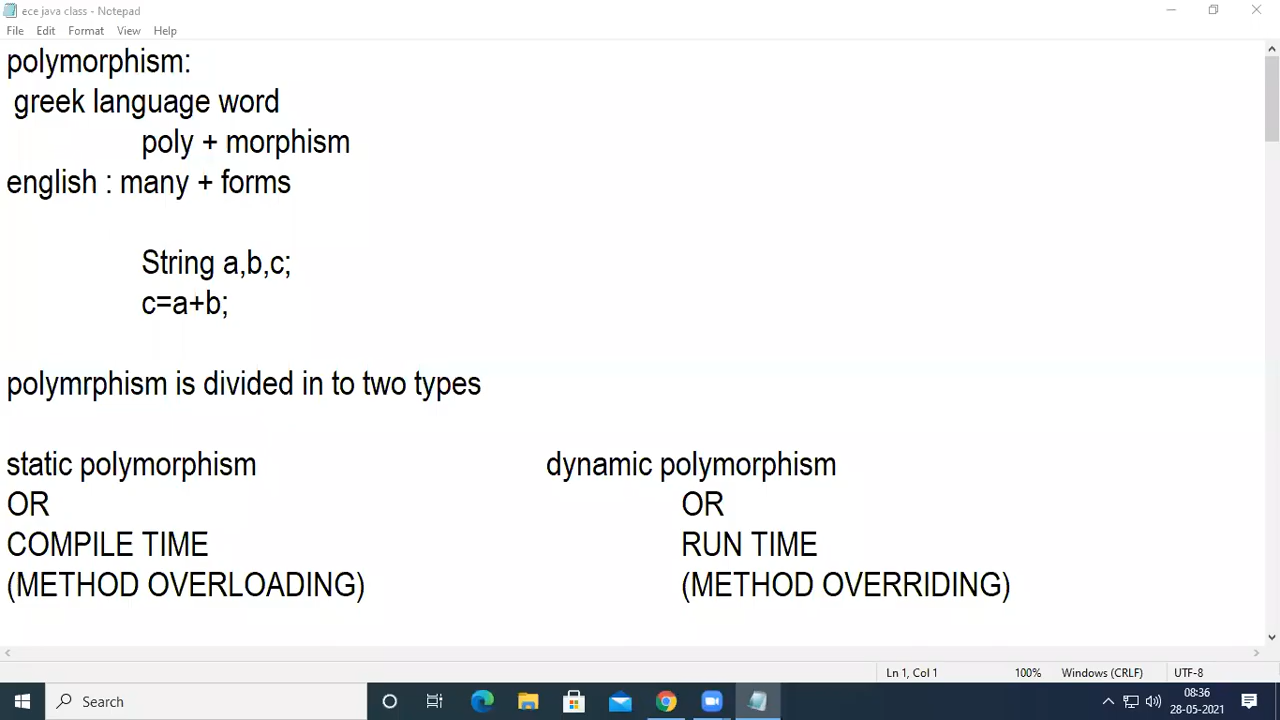 ece java class - Notepad
File Edit Format View Help
polymorphism:
greek language word
poly + morphism
english : many + forms
String a,b,c;
c=a+b;
polymrphism is divided in to two types
static polymorphism dynamic polymorphism
OR OR
COMPILE TIME RUN TIME
(METHOD OVERLOADING) (METHOD OVERRIDING)
Ln 1, Col 1 100% Windows (CRLF) UTF-8
Search
08:36
28-05-2021